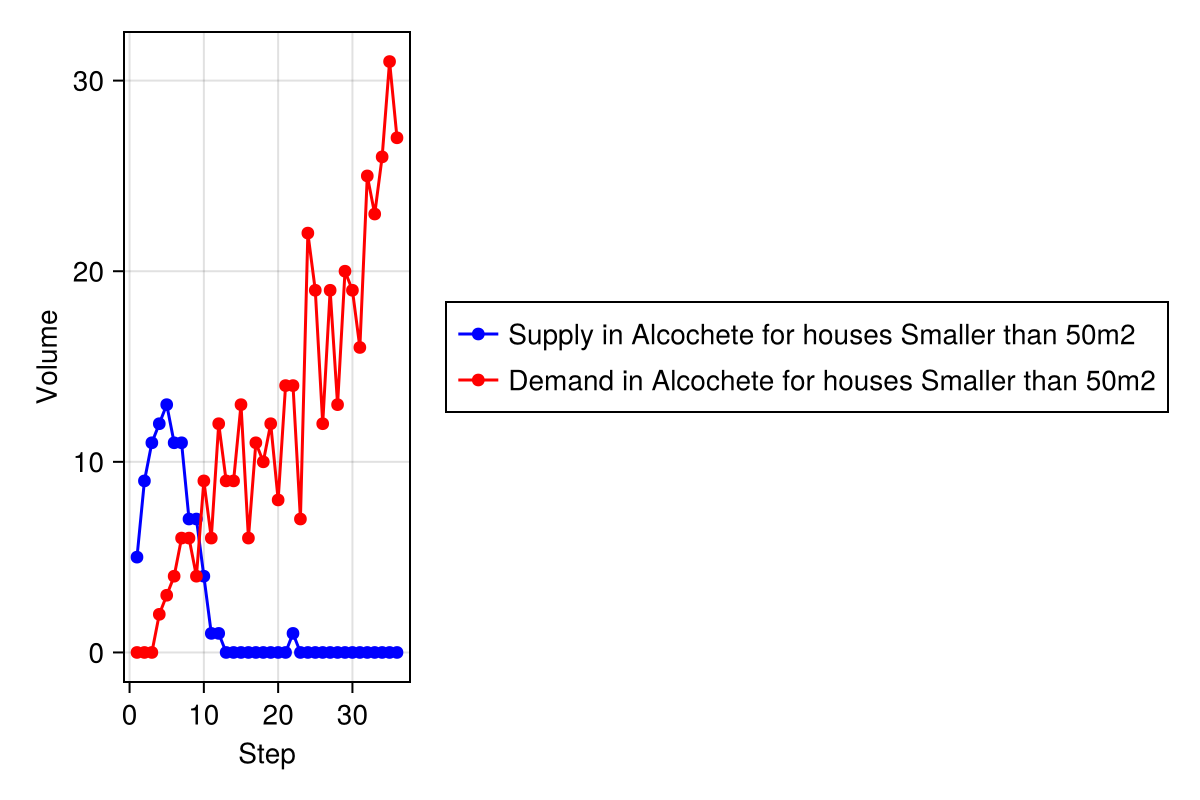 Volume
30
20
10
0
0 10 20 30
Step
Supply in Alcochete for houses Smaller than 50m2
Demand in Alcochete for houses Smaller than 50m2